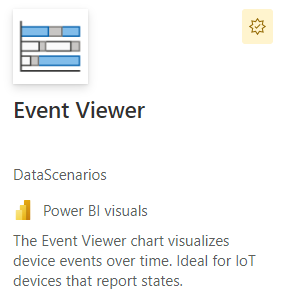 Event Viewer
DataScenarios
Power BI visuals
The Event Viewer chart visualizes
device events over time. Ideal for IoT
devices that report states.